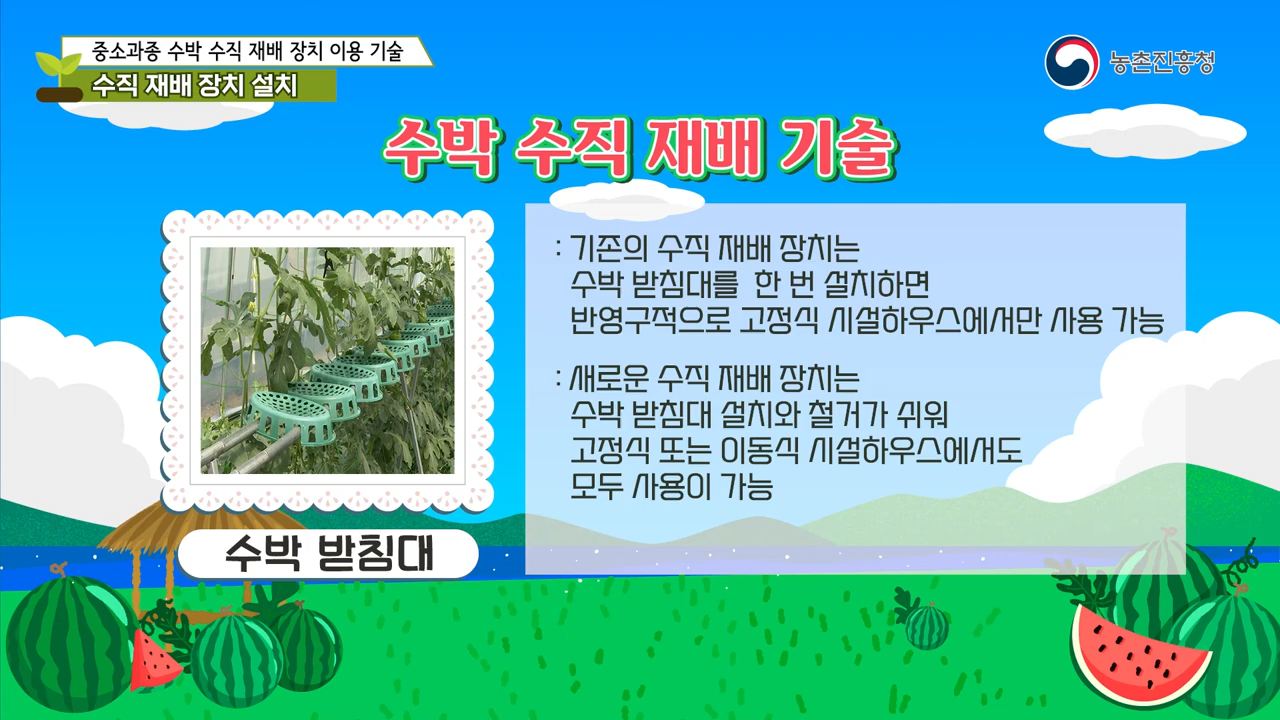 중소과종 수박 수직 재배 장치 이용 기술
수직 재배 장치 설치
농촌진흥청
수박 수직 재배 기술
: 기존의 수직 재배 장치는
수박 받침대를 한 번 설치하면
반영구적으로 고정식 시설하우스에서만 사용 가능
: 새로운 수직 재배 장치는
수박 받침대 설치와 철거가 쉬워
고정식 또는 이동식 시설하우스에서도
모두 사용이 가능
수박 받침대